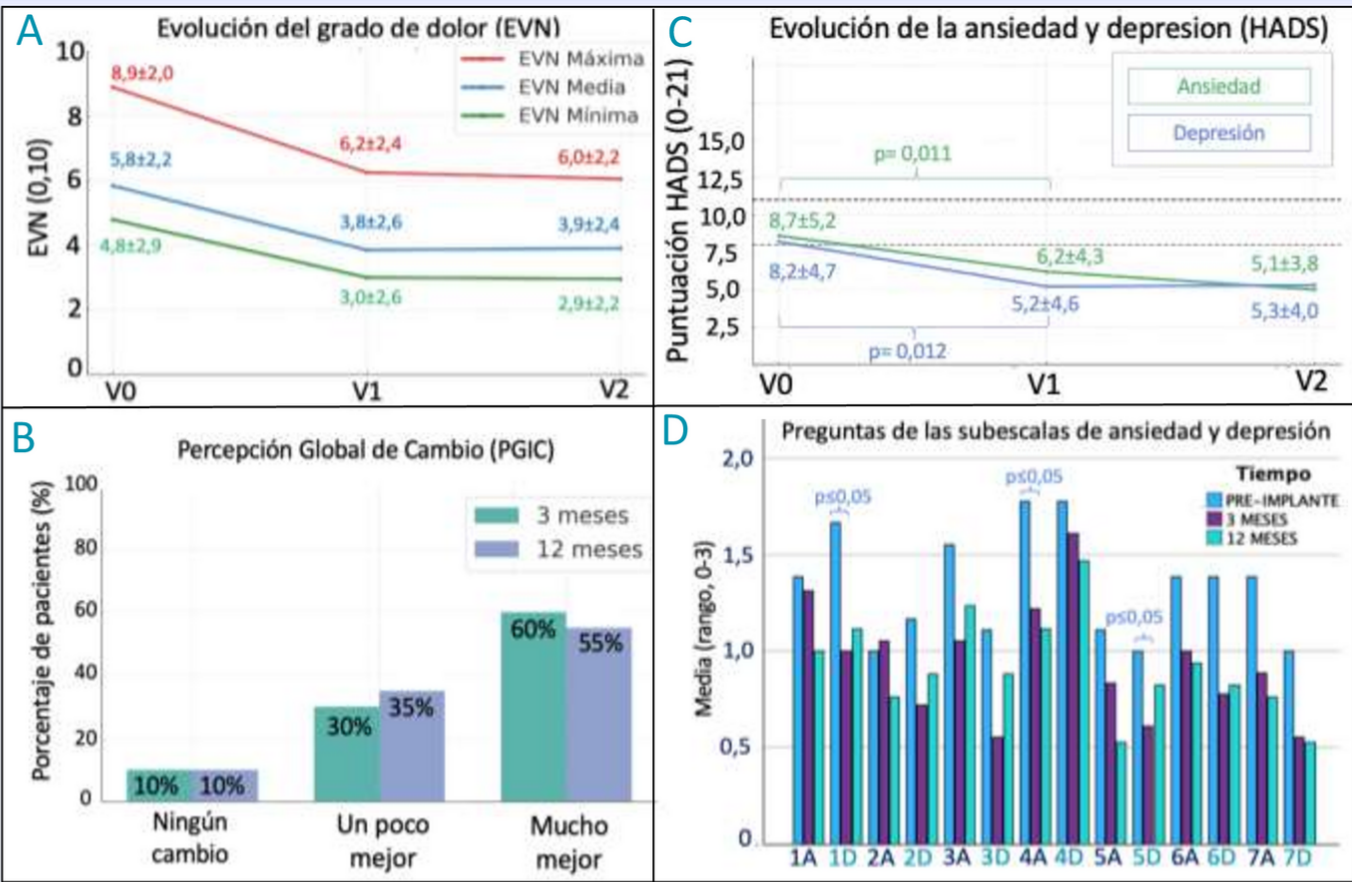 A
Evolución del grado de dolor (EVN)
EVN Máxima
EVN Media
EVN Mínima
EVN (0,10)
10
8
6
4
2
0
8,9±2,0
6,2±2,4
6,0±2,2
5,8±2,2
3,8±2,6
3,9±2,4
4,8±2,9
3,0±2,6
2,9±2,2
V0
V1
V2
C
Evolución de la ansiedad y depresion (HADS)
Ansiedad
Depresión
Puntuación HADS (0-21)
15,0
12,5
10,0
7,5
5,0
2,5
p= 0,011
8,7±5,2
6,2±4,3
5,1±3,8
8,2±4,7
5,2±4,6
5,3±4,0
p= 0,012
V0
V1
V2
B
Percepción Global de Cambio (PGIC)
3 meses
12 meses
Porcentaje de pacientes (%)
100
80
60
40
20
0
10%
10%
30%
35%
60%
55%
Ningún
cambio
Un poco
mejor
Mucho
mejor
D
Preguntas de las subescalas de ansiedad y depresión
Tiempo
PRE-IMPLANTE
3 MESES
12 MESES
Media (rango, 0-3)
2,0
1,5
1,0
0,5
0
p≤0,05
p≤0,05
p≤0,05
1A 1D 2A 2D 3A 3D 4A 4D 5A 5D 6A 6D 7A 7D